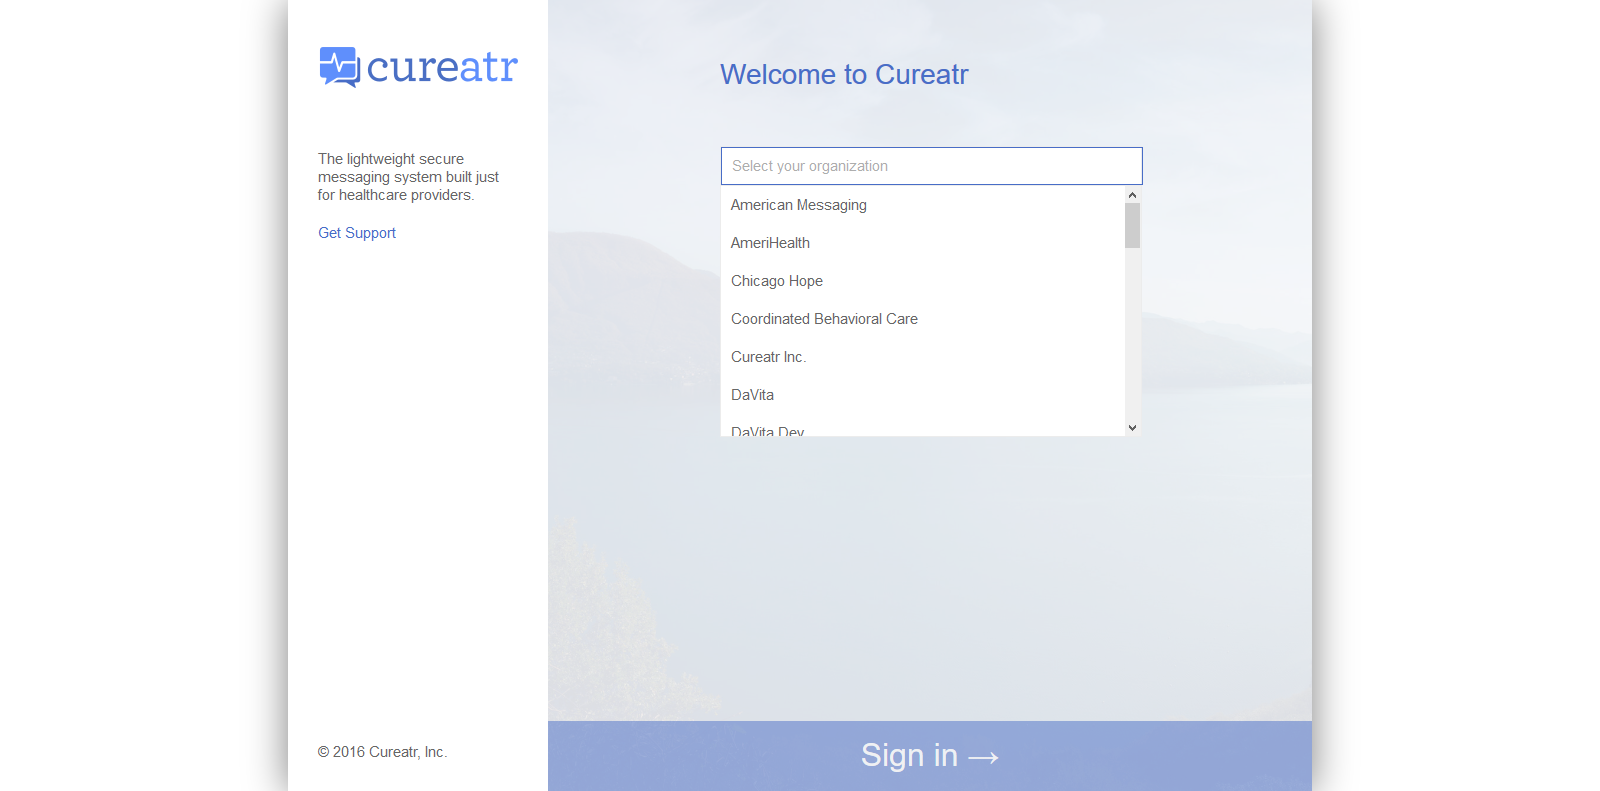 cureatr
The lightweight secure
messaging system built just
for healthcare providers.
Get Support
© 2016 Cureatr, Inc.
Welcome to Cureatr
Select your organization
American Messaging
AmeriHealth
Chicago Hope
Coordinated Behavioral Care
Cureatr Inc.
DaVita
DaVita Dev
Sign in →